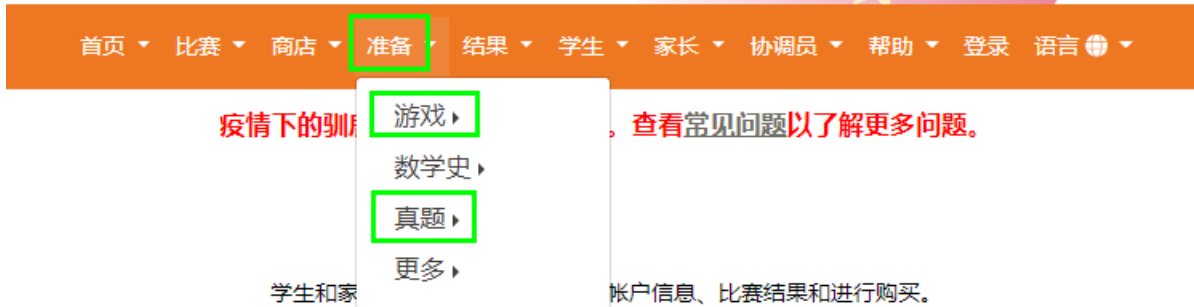 首页 比赛 商店 准备 结果 学生 家长 协调员 帮助 登录 语言
游戏
疫情下的驯 。查看常见问题以了解更多问题。
数学史
真题
更多
学生和家 帐户信息、比赛结果和进行购买。